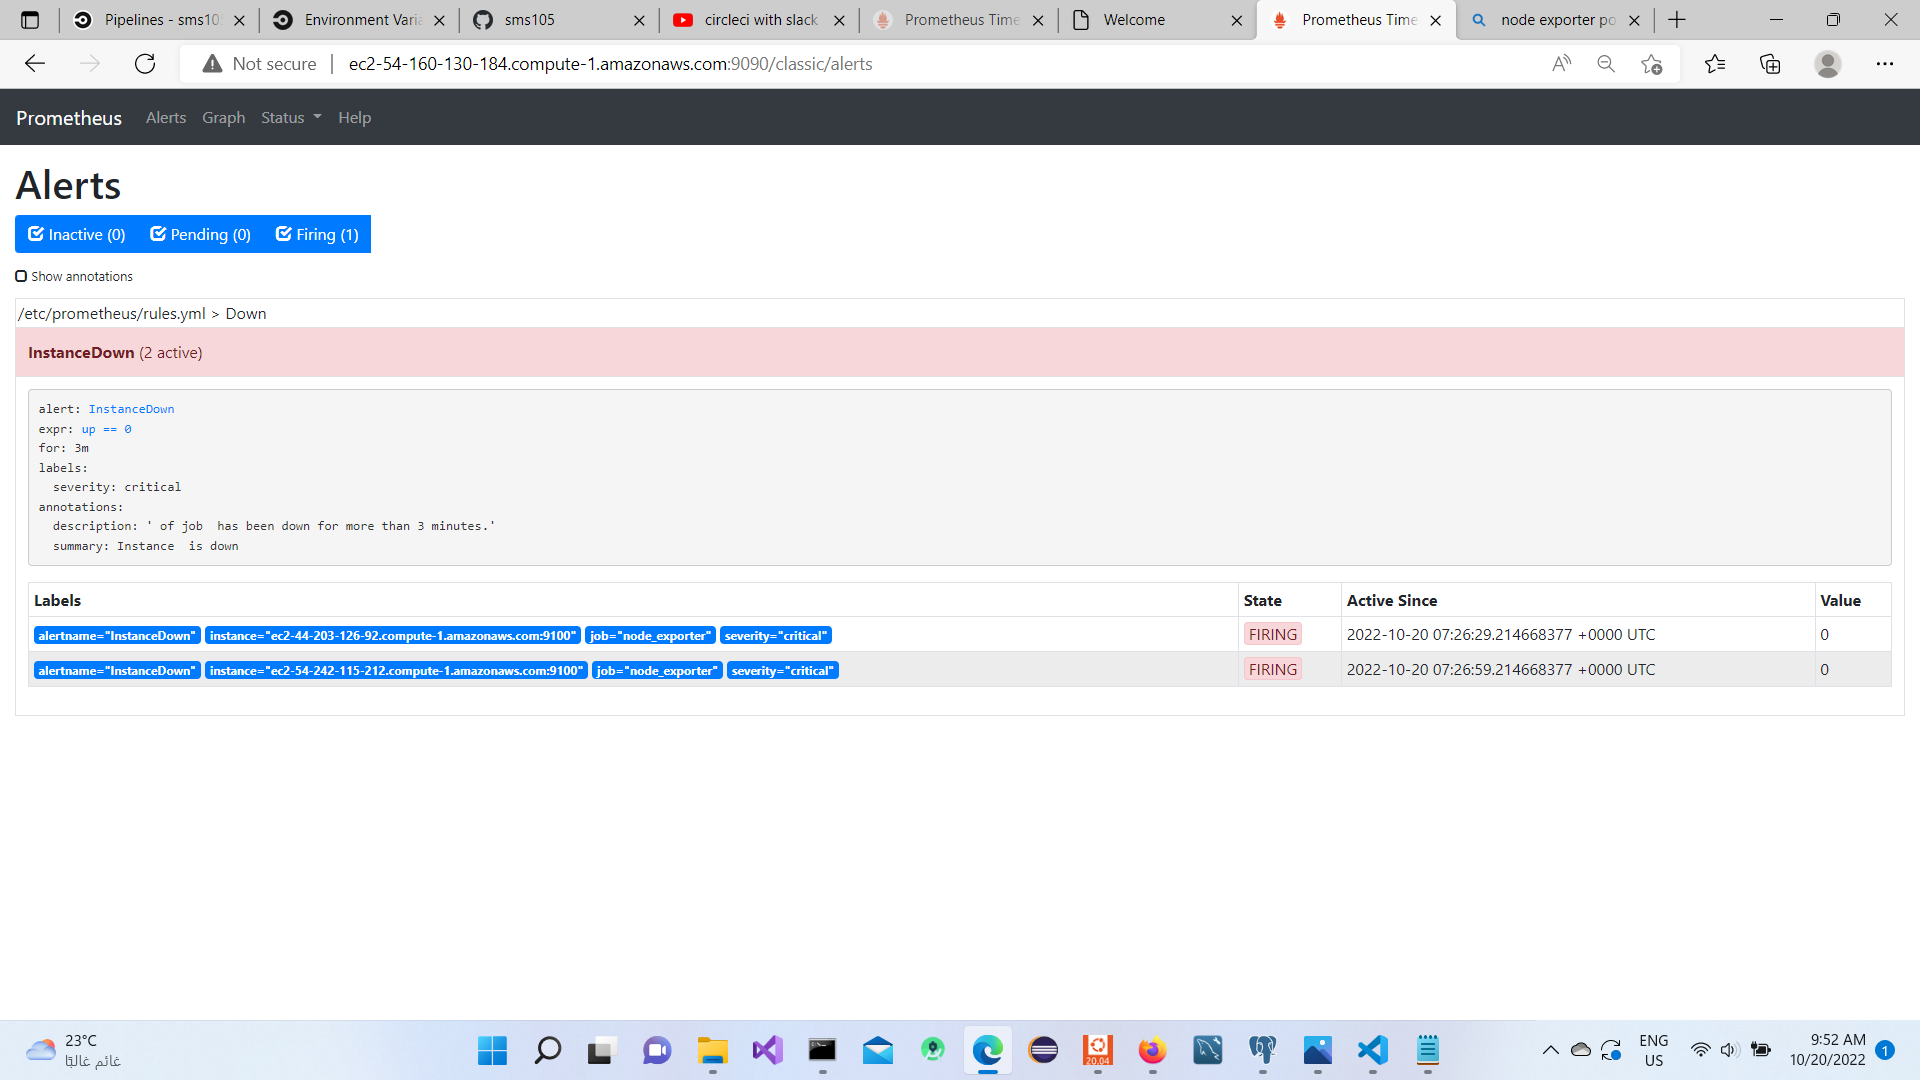 Pipelines - sms10
Environment Varia
sms105
circleci with slack
Prometheus Time
Welcome
Prometheus Time
node exporter po
Not secure
ec2-54-160-130-184.compute-1.amazonaws.com:9090/classic/alerts
Prometheus Alerts Graph Status Help
Alerts
Inactive (0) Pending (0) Firing (1)
Show annotations
/etc/prometheus/rules.yml > Down
InstanceDown (2 active)
alert: InstanceDown
expr: up == 0
for: 3m
labels:
severity: critical
annotations:
description: ' of job  has been down for more than 3 minutes.'
summary: Instance  is down
Labels State Active Since Value
alertname="InstanceDown" instance="ec2-44-203-126-92.compute-1.amazonaws.com:9100" job="node_exporter" severity="critical" FIRING 2022-10-20 07:26:29.214668377 +0000 UTC 0
alertname="InstanceDown" instance="ec2-54-242-115-212.compute-1.amazonaws.com:9100" job="node_exporter" severity="critical" FIRING 2022-10-20 07:26:59.214668377 +0000 UTC 0
23°C
غائم غالبًا
20.04
ENG
US
9:52 AM
10/20/2022
1